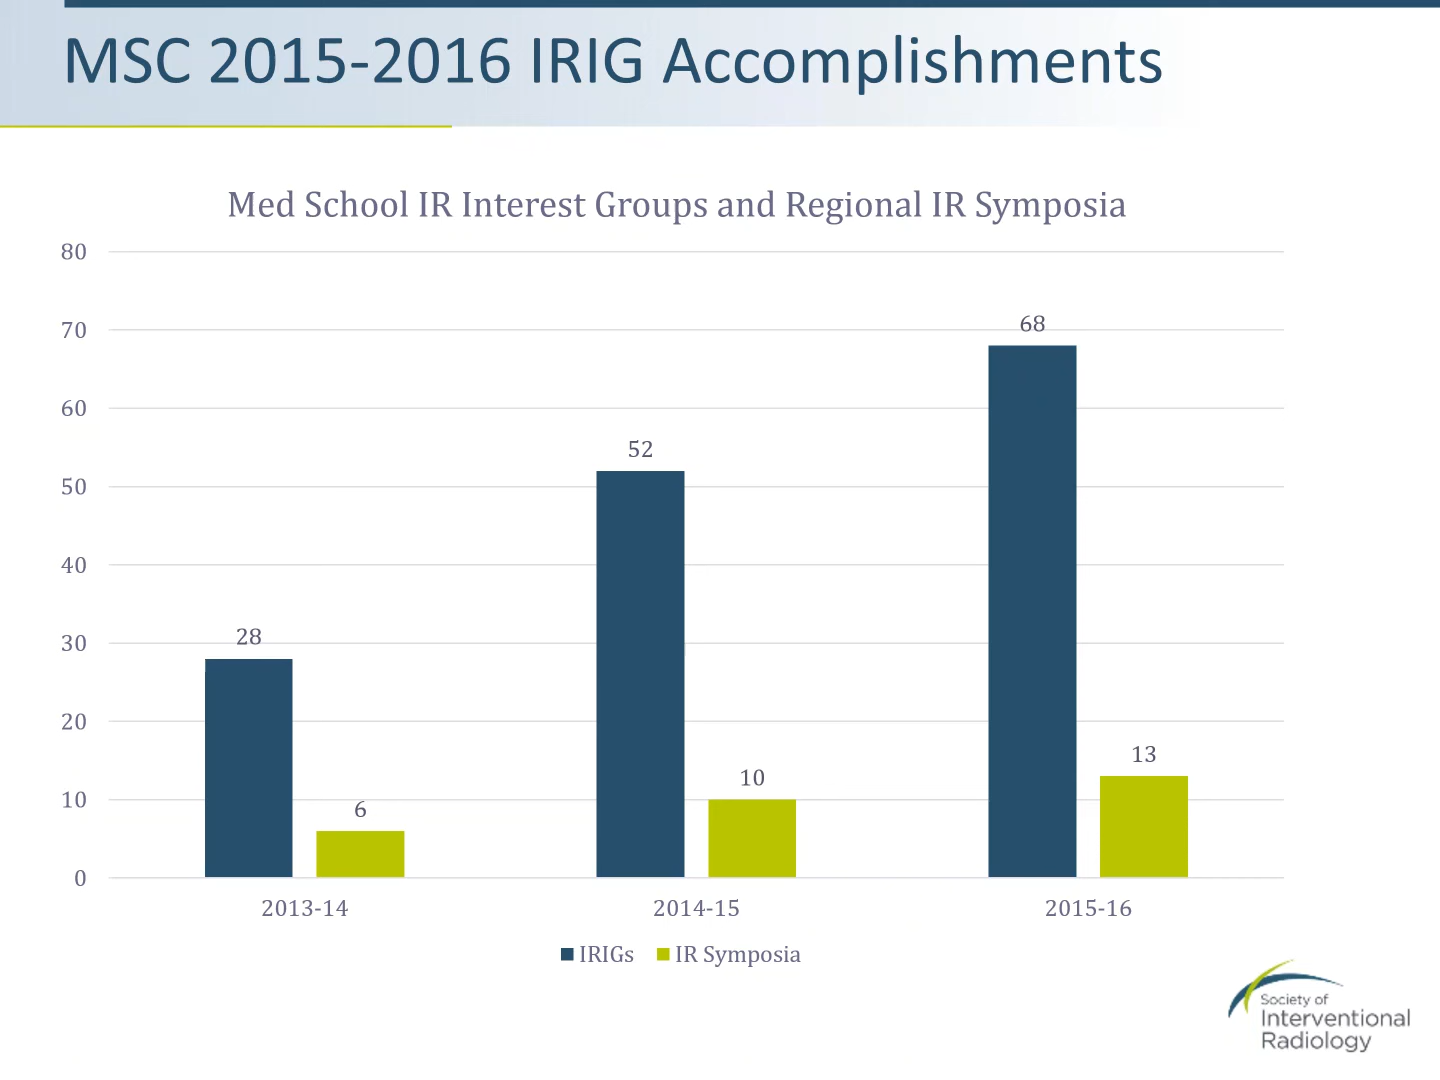 MSC 2015-2016 IRIG Accomplishments
Med School IR Interest Groups and Regional IR Symposia
80
70
60
50
40
30
20
10
0
28
6
52
10
68
13
2013-14
2014-15
2015-16
IRIGs
IR Symposia
Society of
Interventional
Radiology